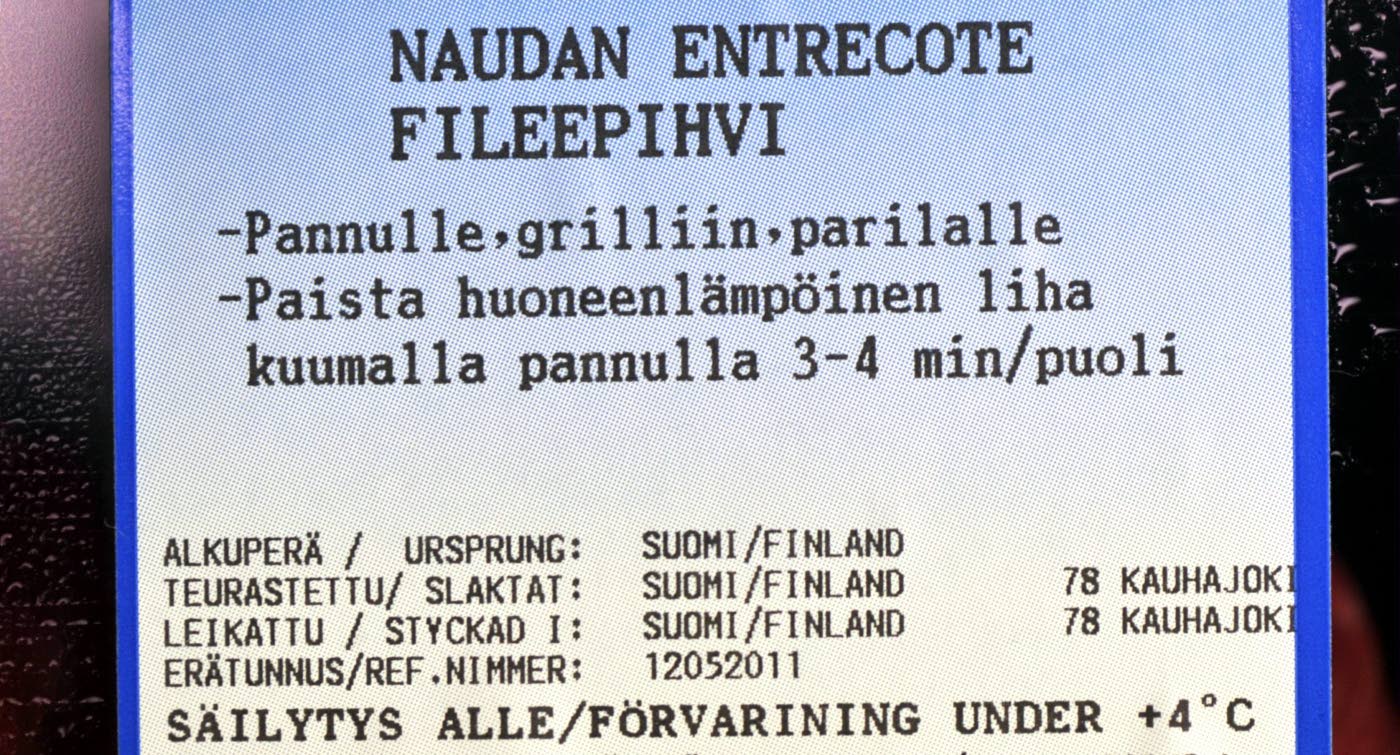 NAUDAN ENTRECOTE
FILEEPIHVI
-Pannulle,grilliin,parilalle
-Paista huoneenlämpöinen liha
kuumalla pannulla 3-4 min/puoli
ALKUPERÄ / URSPRUNG: SUOMI/FINLAND
TEURASTETTU/ SLAKTAT: SUOMI/FINLAND 78 KAUHAJOKI
LEIKATTU / STYCKAD I: SUOMI/FINLAND 78 KAUHAJOKI
ERÄTUNNUS/REF.NIMMER: 12052011
SÄILYTYS ALLE/FÖRVARINING UNDER +4°C